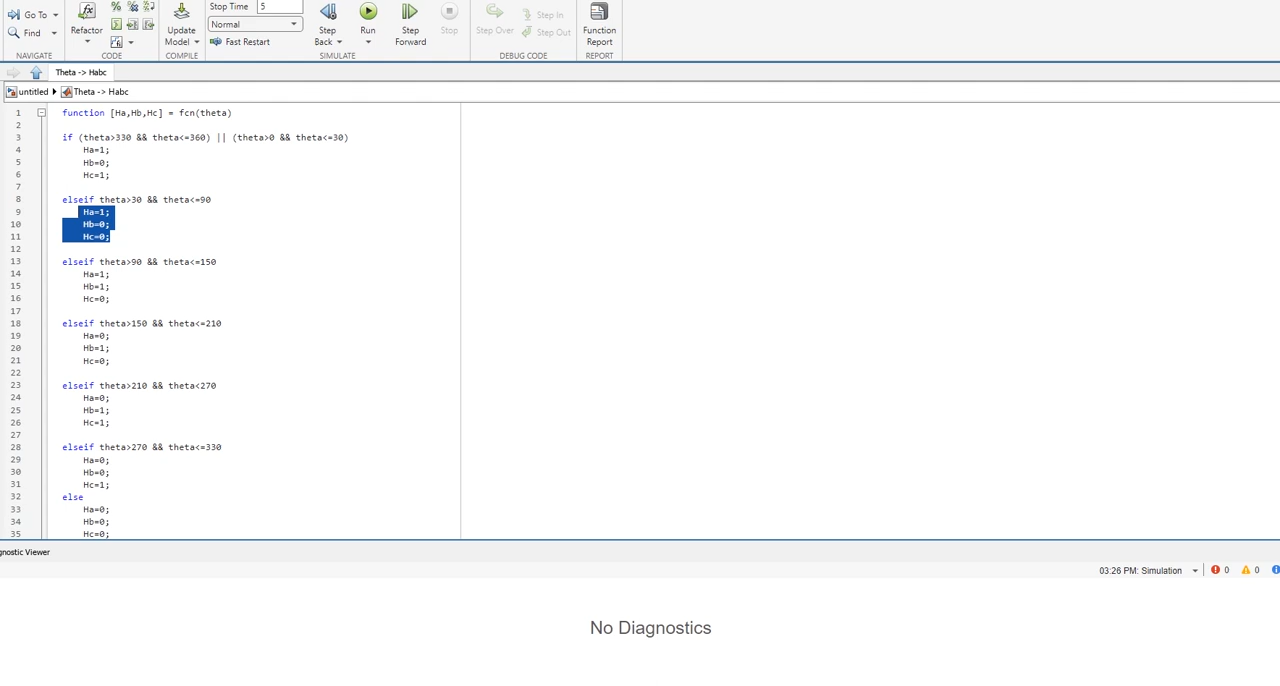 Go To
Find
NAVIGATE
Refactor
CODE
Update
Model
COMPILE
Stop Time 5
Normal
Fast Restart
Step
Back
Run
Step
Forward
Stop
SIMULATE
Step Over
Step In
Step Out
DEBUG CODE
Function
Report
REPORT
Theta -> Habc
untitled
Theta -> Habc
1 function [Ha,Hb,Hc] = fcn(theta)
2
3 if (theta>330 && theta<=360) || (theta>0 && theta<=30)
4 Ha=1;
5 Hb=0;
6 Hc=1;
7
8 elseif theta>30 && theta<=90
9 Ha=1;
10 Hb=0;
11 Hc=0;
12
13 elseif theta>90 && theta<=150
14 Ha=1;
15 Hb=1;
16 Hc=0;
17
18 elseif theta>150 && theta<=210
19 Ha=0;
20 Hb=1;
21 Hc=0;
22
23 elseif theta>210 && theta<270
24 Ha=0;
25 Hb=1;
26 Hc=1;
27
28 elseif theta>270 && theta<=330
29 Ha=0;
30 Hb=0;
31 Hc=1;
32 else
33 Ha=0;
34 Hb=0;
35 Hc=0;
gnostic Viewer
03:26 PM: Simulation 0 0
No Diagnostics